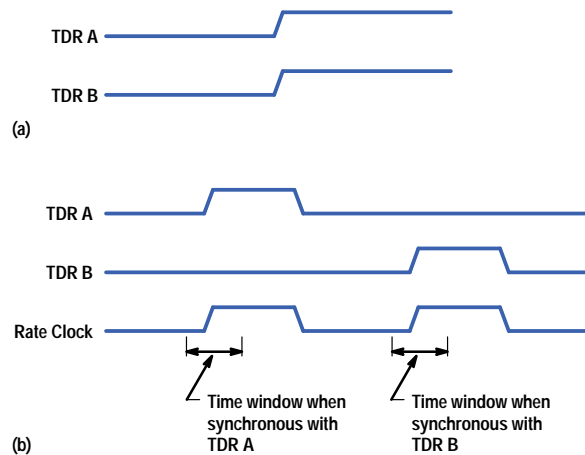 TDR A
TDR B
(a)
TDR A
TDR B
Rate Clock
Time window when
synchronous with
TDR A
Time window when
synchronous with
TDR B
(b)